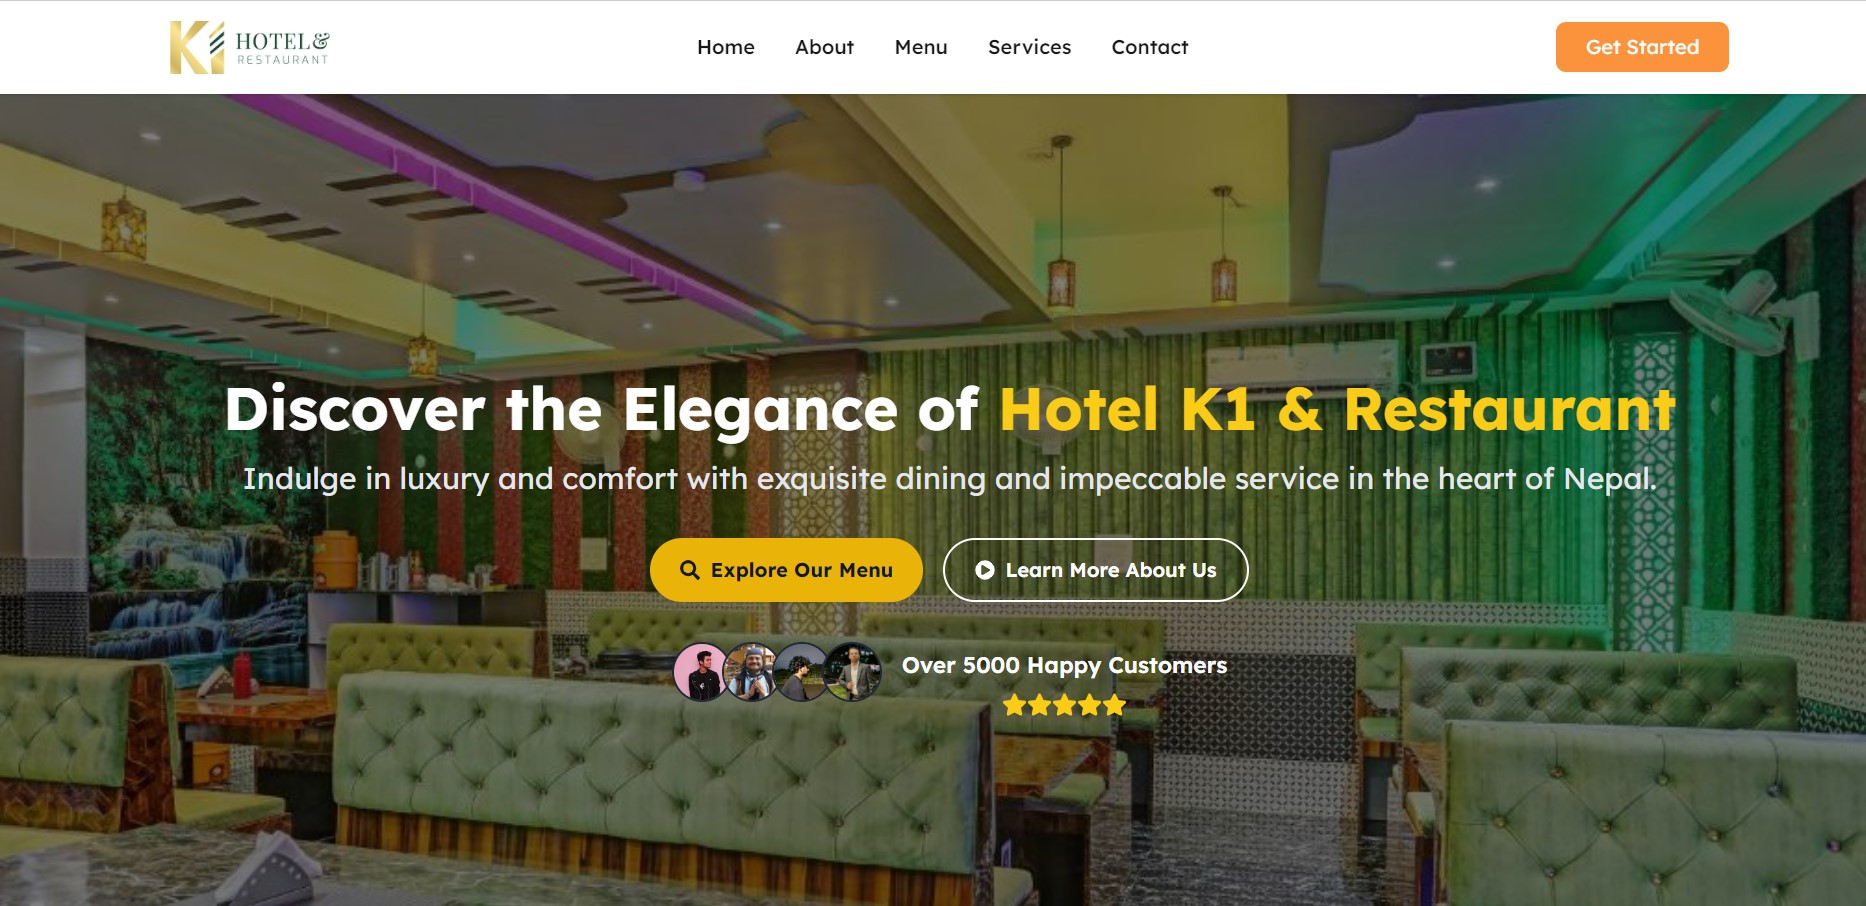 K1 HOTEL&
RESTAURANT
Home About Menu Services Contact
Get Started
Discover the Elegance of Hotel K1 & Restaurant
Indulge in luxury and comfort with exquisite dining and impeccable service in the heart of Nepal.
Explore Our Menu
Learn More About Us
Over 5000 Happy Customers